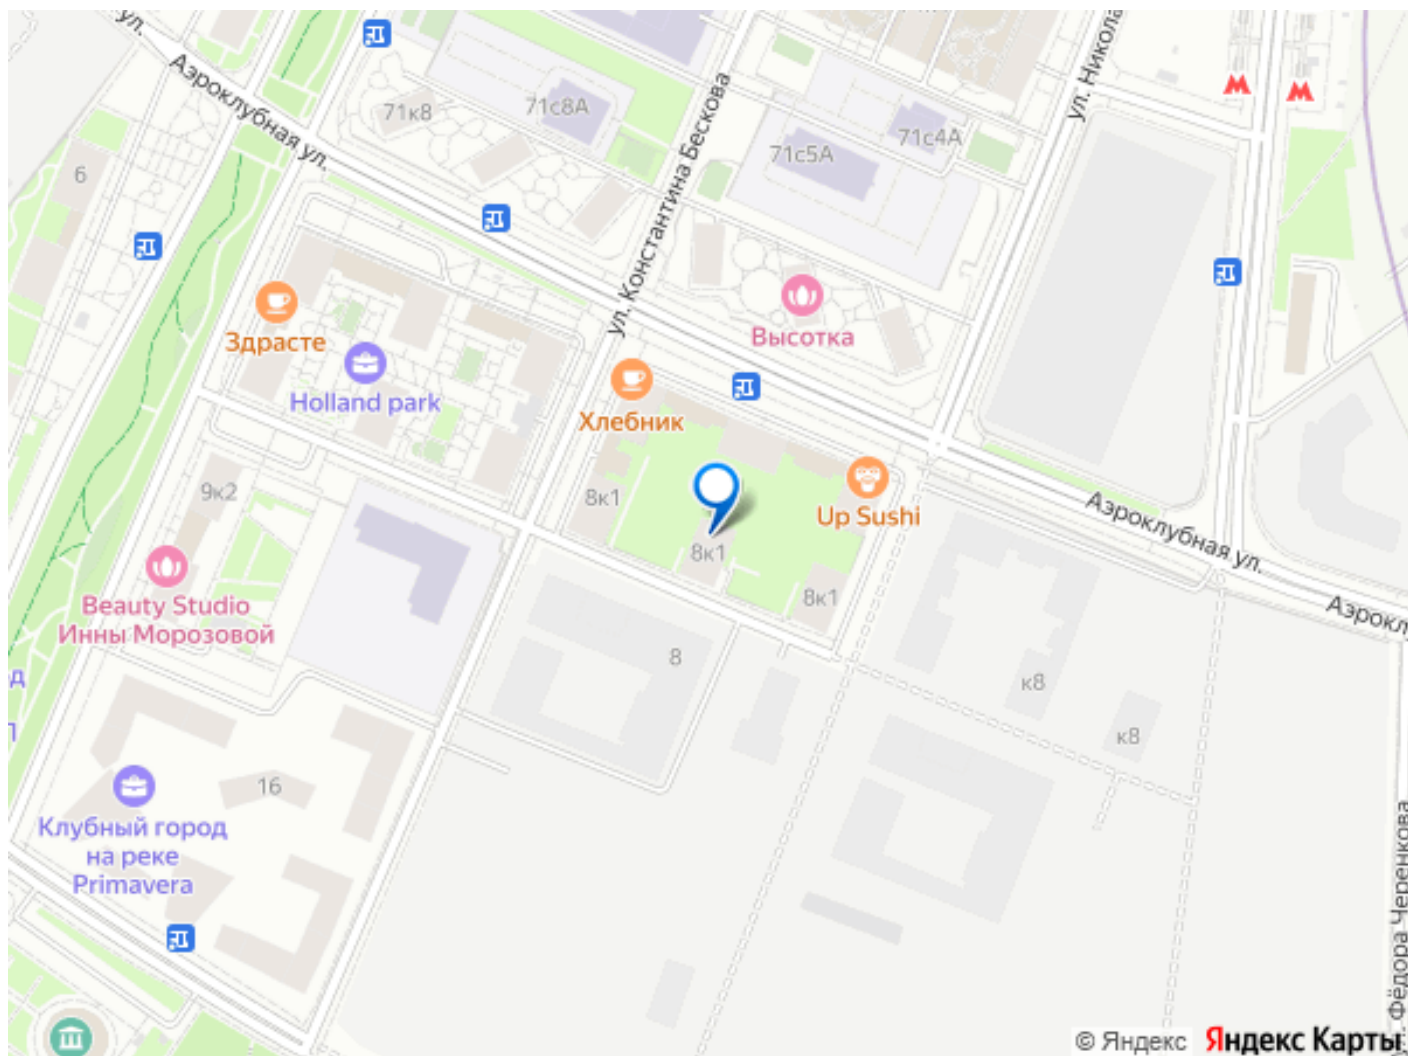 ул.
Аэроклубная ул.
71к8
71с8А
ул. Константина Бескова
71с5А
71с4А
ул. Никола
6
Здрасте
Holland park
Высотка
Хлебник
9к2
8к1
Up Sushi
8к1
8к1
Аэроклубная ул.
Аэрокл
Beauty Studio
Инны Морозовой
д
8
к8
к8
16
Клубный город
на реке
Primavera
ул. Фёдора Черенкова
© Яндекс Яндекс Карты